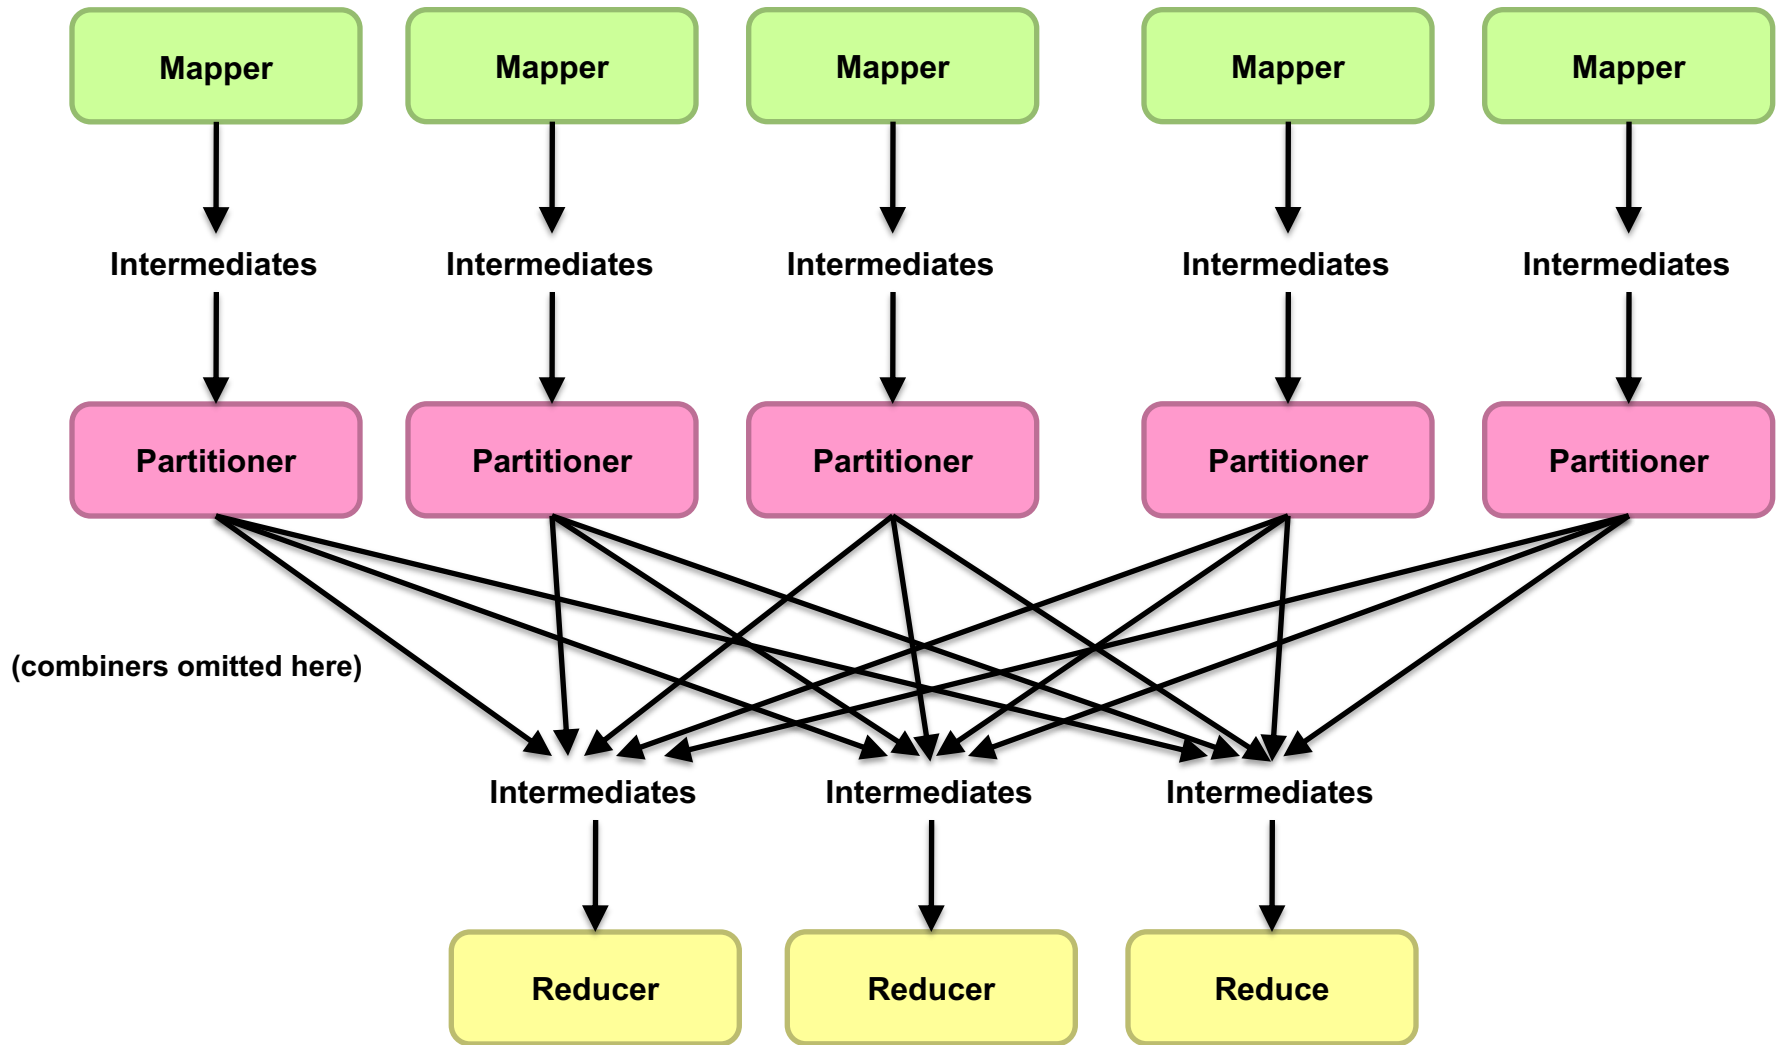 Mapper
Mapper
Mapper
Mapper
Mapper
Intermediates
Intermediates
Intermediates
Intermediates
Intermediates
Partitioner
Partitioner
Partitioner
Partitioner
Partitioner
(combiners omitted here)
Intermediates
Intermediates
Intermediates
Reducer
Reducer
Reduce